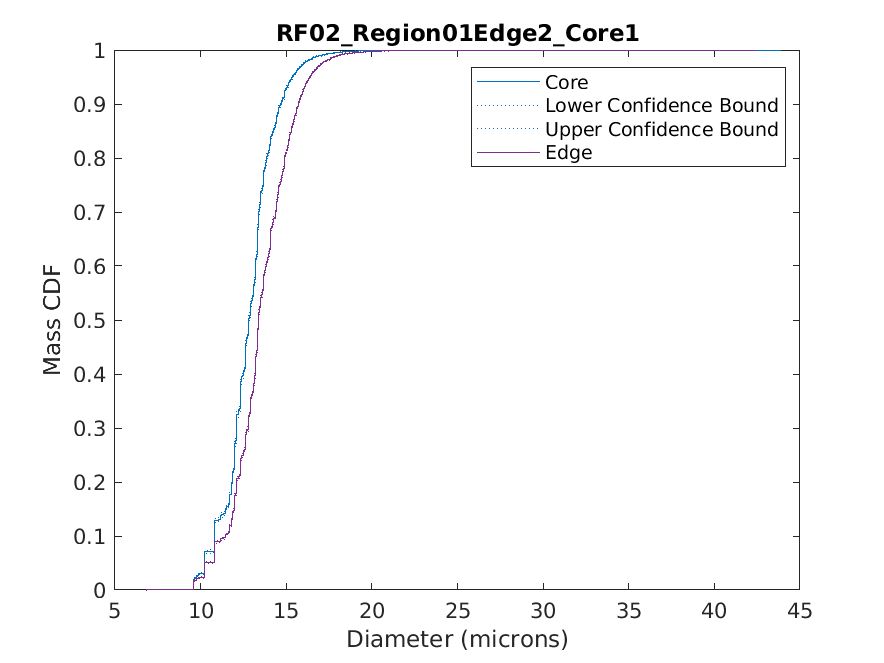 RF02_Region01Edge2_Core1
1
0.9
0.8
0.7
0.6
0.5
0.4
0.3
0.2
0.1
0
Mass CDF
Core
Lower Confidence Bound
Upper Confidence Bound
Edge
5 10 15 20 25 30 35 40 45
Diameter (microns)